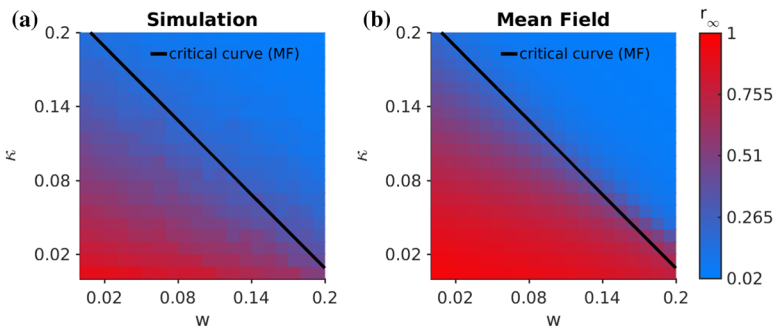 (a) Simulation
0.2
0.14
0.08
0.02
κ
critical curve (MF)
0.02 0.08 0.14 0.2
w
(b) Mean Field
0.2
0.14
0.08
0.02
κ
critical curve (MF)
0.02 0.08 0.14 0.2
w
r∞
1
0.755
0.51
0.265
0.02